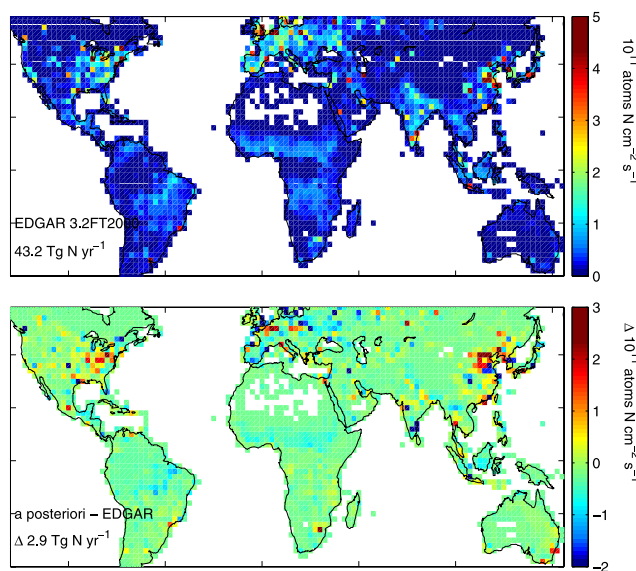 5
4
3
2
1
0
10¹¹ atoms N cm⁻² s⁻¹
EDGAR 3.2FT2000
43.2 Tg N yr⁻¹
3
2
1
0
−1
−2
Δ 10¹¹ atoms N cm⁻² s⁻¹
a posteriori – EDGAR
Δ 2.9 Tg N yr⁻¹